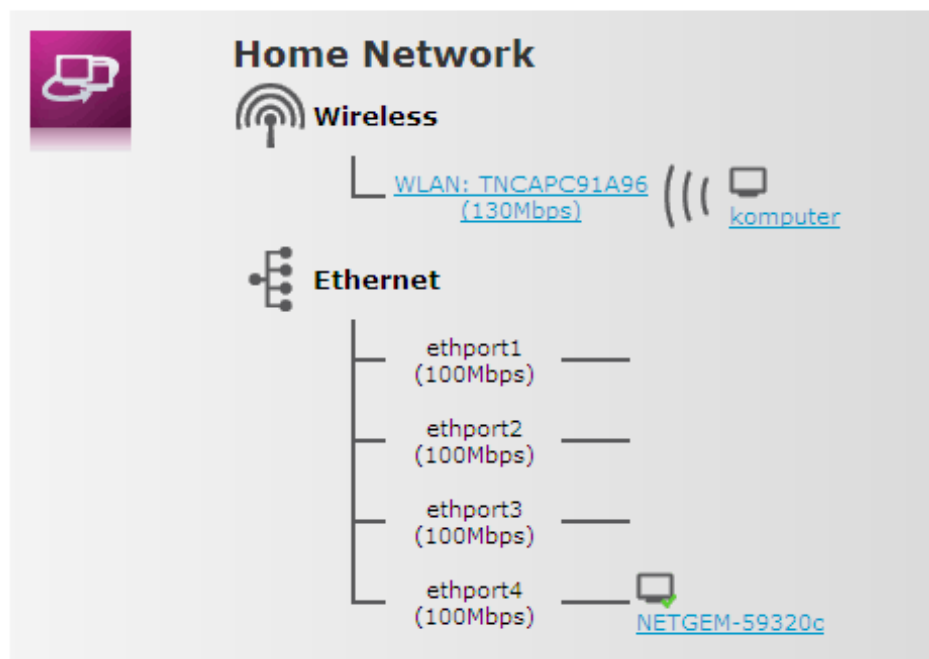 Home Network
Wireless
WLAN: TNCAPC91A96
(130Mbps)
komputer
Ethernet
ethport1
(100Mbps)
ethport2
(100Mbps)
ethport3
(100Mbps)
ethport4
(100Mbps)
NETGEM-59320c